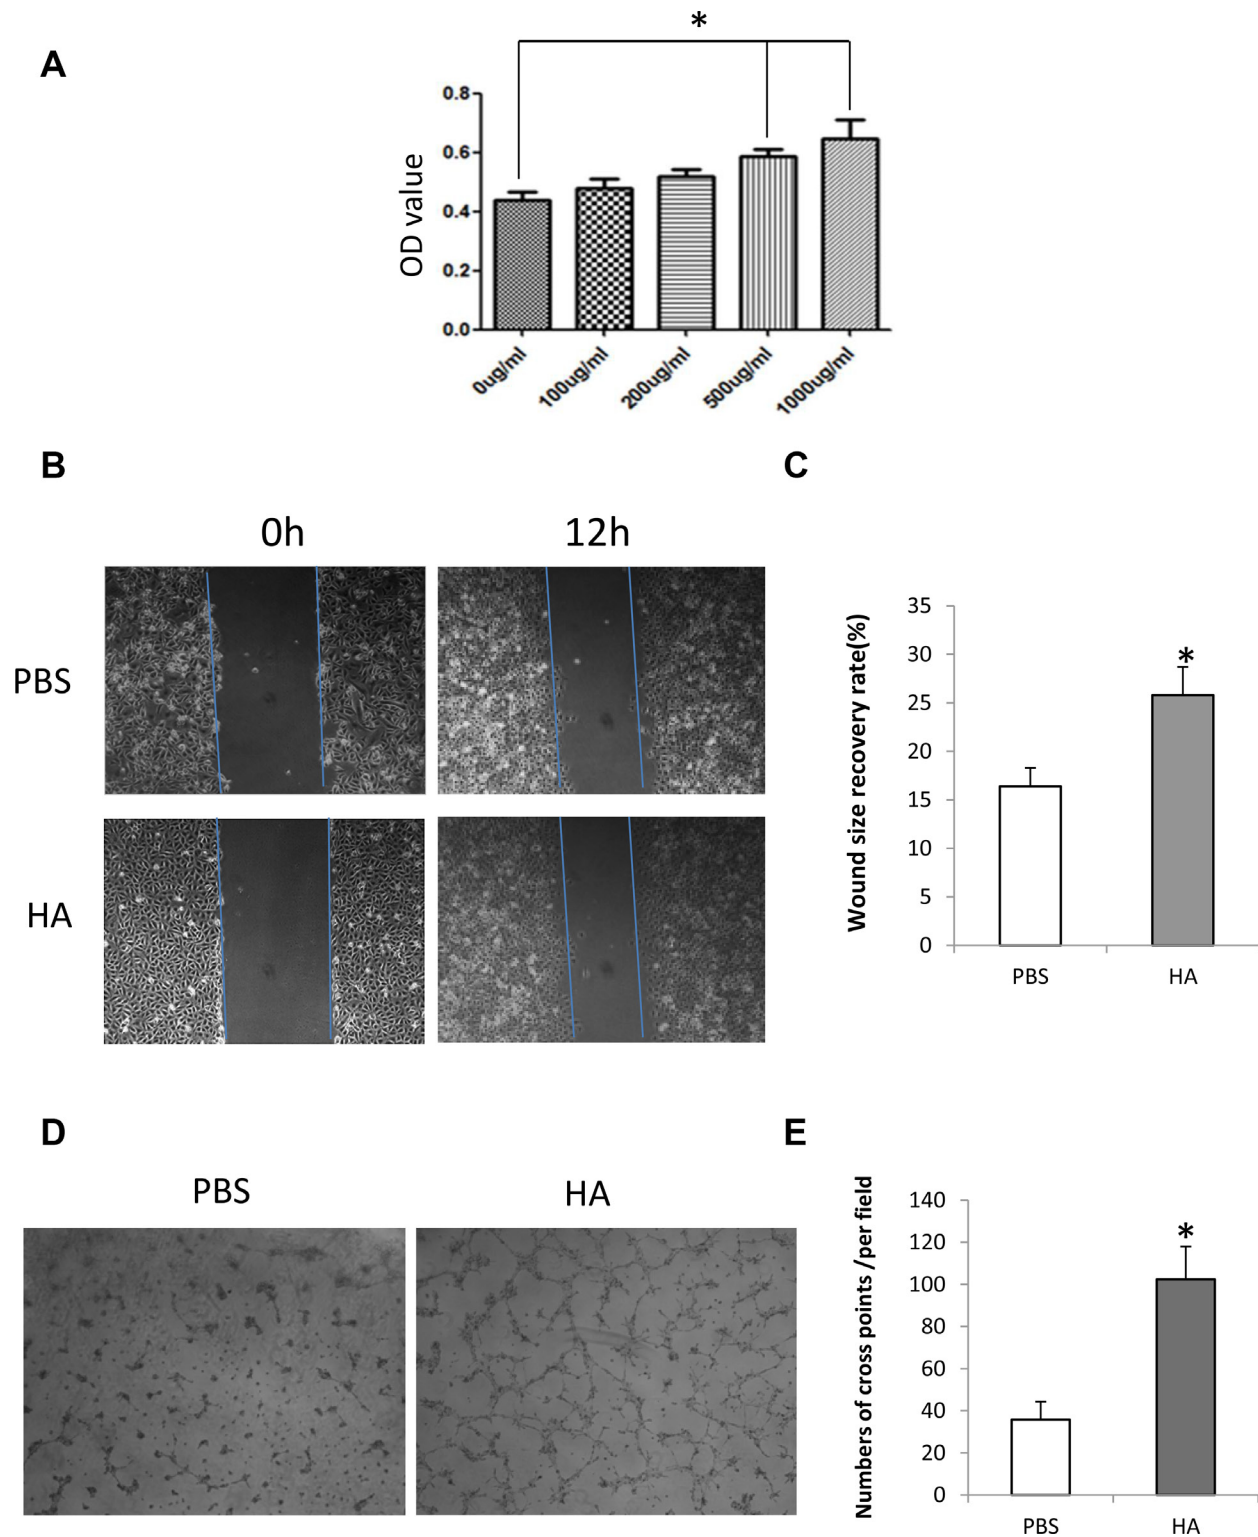 A
*
OD value
0.8
0.6
0.4
0.2
0.0
0ug/ml
100ug/ml
200ug/ml
500ug/ml
1000ug/ml
B
0h
12h
PBS
HA
C
Wound size recovery rate(%)
35
30
25
20
15
10
5
0
*
PBS
HA
D
PBS
HA
E
Numbers of cross points /per field
140
120
100
80
60
40
20
0
*
PBS
HA